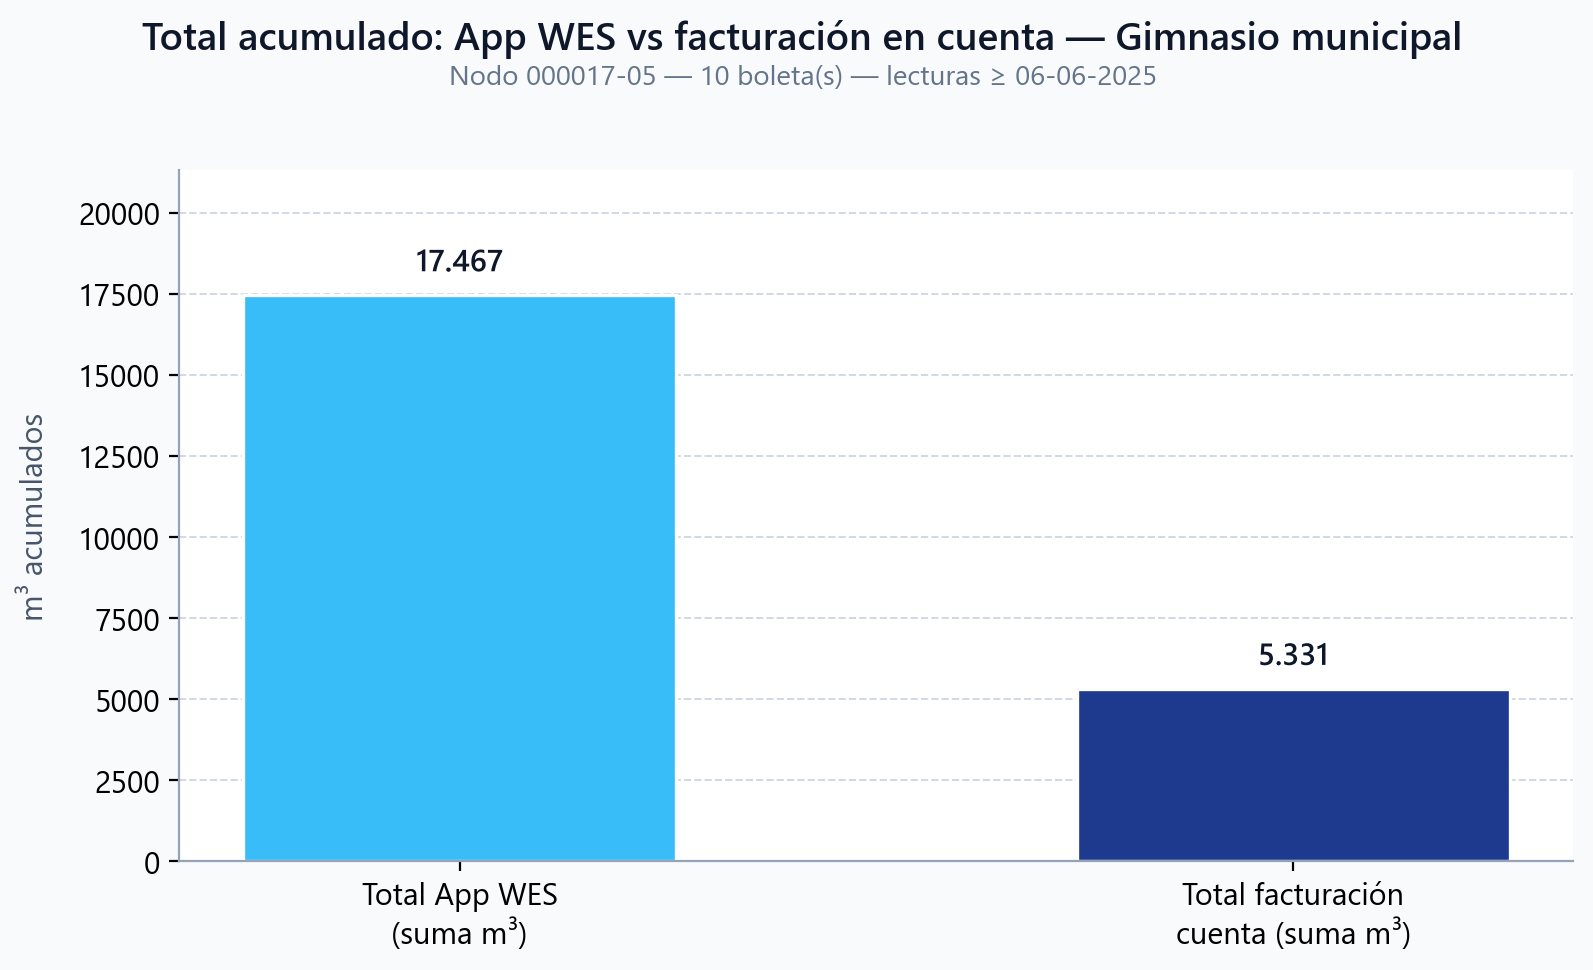 Total acumulado: App WES vs facturación en cuenta — Gimnasio municipal
Nodo 000017-05 — 10 boleta(s) — lecturas ≥ 06-06-2025
m³ acumulados
20000
17500
15000
12500
10000
7500
5000
2500
0
17.467
5.331
Total App WES
(suma m³)
Total facturación
cuenta (suma m³)